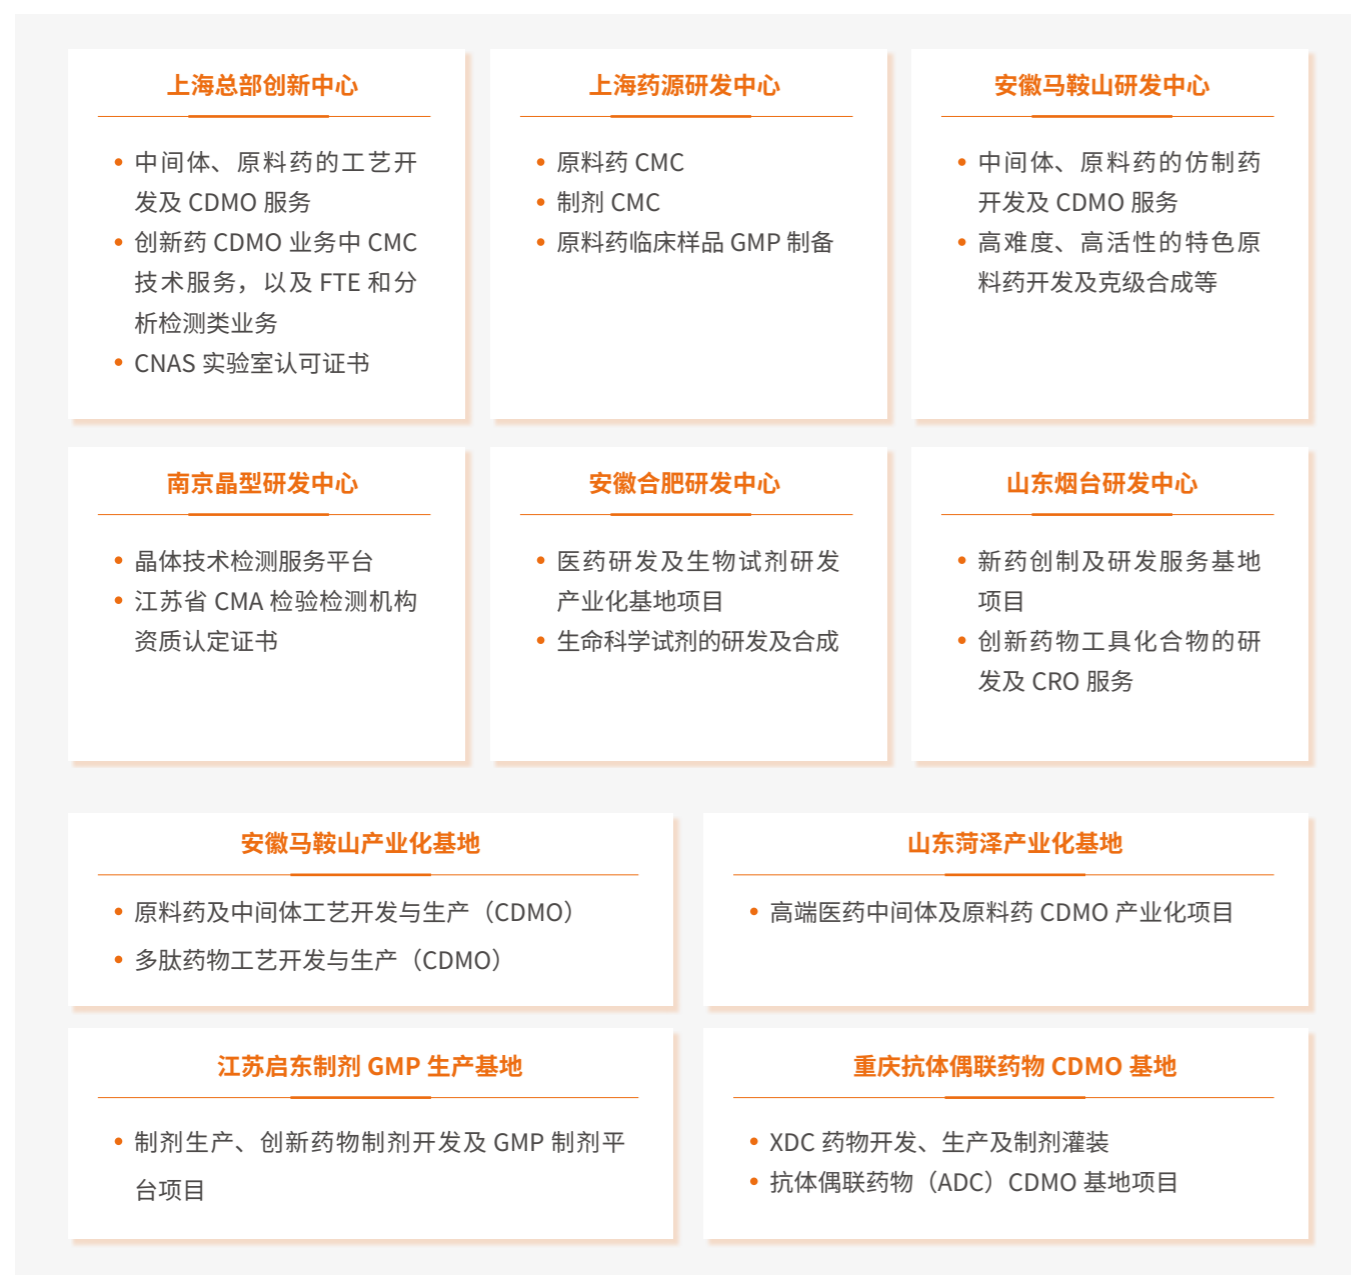 上海总部创新中心
• 中间体、原料药的工艺开
发及 CDMO 服务
• 创新药 CDMO 业务中 CMC
技术服务，以及 FTE 和分
析检测类业务
• CNAS 实验室认可证书
上海药源研发中心
• 原料药 CMC
• 制剂 CMC
• 原料药临床样品 GMP 制备
安徽马鞍山研发中心
• 中间体、原料药的仿制药
开发及 CDMO 服务
• 高难度、高活性的特色原
料药开发及克级合成等
南京晶型研发中心
• 晶体技术检测服务平台
• 江苏省 CMA 检验检测机构
资质认定证书
安徽合肥研发中心
• 医药研发及生物试剂研发
产业化基地项目
• 生命科学试剂的研发及合成
山东烟台研发中心
• 新药创制及研发服务基地
项目
• 创新药物工具化合物的研
发及 CRO 服务
安徽马鞍山产业化基地
• 原料药及中间体工艺开发与生产（CDMO）
• 多肽药物工艺开发与生产（CDMO）
山东菏泽产业化基地
• 高端医药中间体及原料药 CDMO 产业化项目
江苏启东制剂 GMP 生产基地
• 制剂生产、创新药物制剂开发及 GMP 制剂平
台项目
重庆抗体偶联药物 CDMO 基地
• XDC 药物开发、生产及制剂灌装
• 抗体偶联药物（ADC）CDMO 基地项目